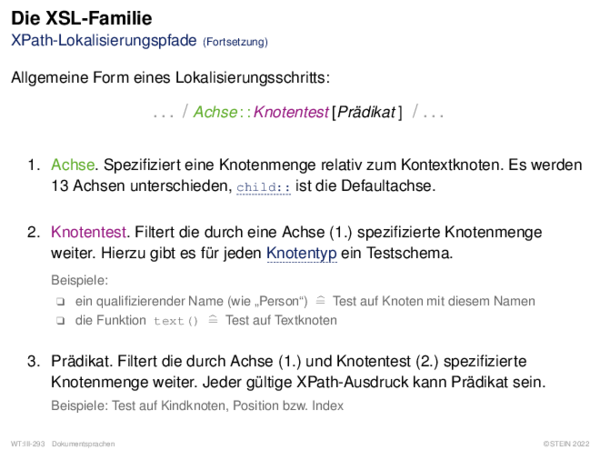 Die XSL-Familie
XPath-Lokalisierungspfade (Fortsetzung)
Allgemeine Form eines Lokalisierungsschritts:
. . . / Achse::Knotentest[Prädikat] / . . .
1. Achse. Spezifiziert eine Knotenmenge relativ zum Kontextknoten. Es werden
13 Achsen unterschieden, child:: ist die Defaultachse.
2. Knotentest. Filtert die durch eine Achse (1.) spezifizierte Knotenmenge
weiter. Hierzu gibt es für jeden Knotentyp ein Testschema.
Beispiele:
❑ ein qualifizierender Name (wie „Person“) ≙ Test auf Knoten mit diesem Namen
❑ die Funktion text() ≙ Test auf Textknoten
3. Prädikat. Filtert die durch Achse (1.) und Knotentest (2.) spezifizierte
Knotenmenge weiter. Jeder gültige XPath-Ausdruck kann Prädikat sein.
Beispiele: Test auf Kindknoten, Position bzw. Index
WT:III-293 Dokumentsprachen ©STEIN 2022